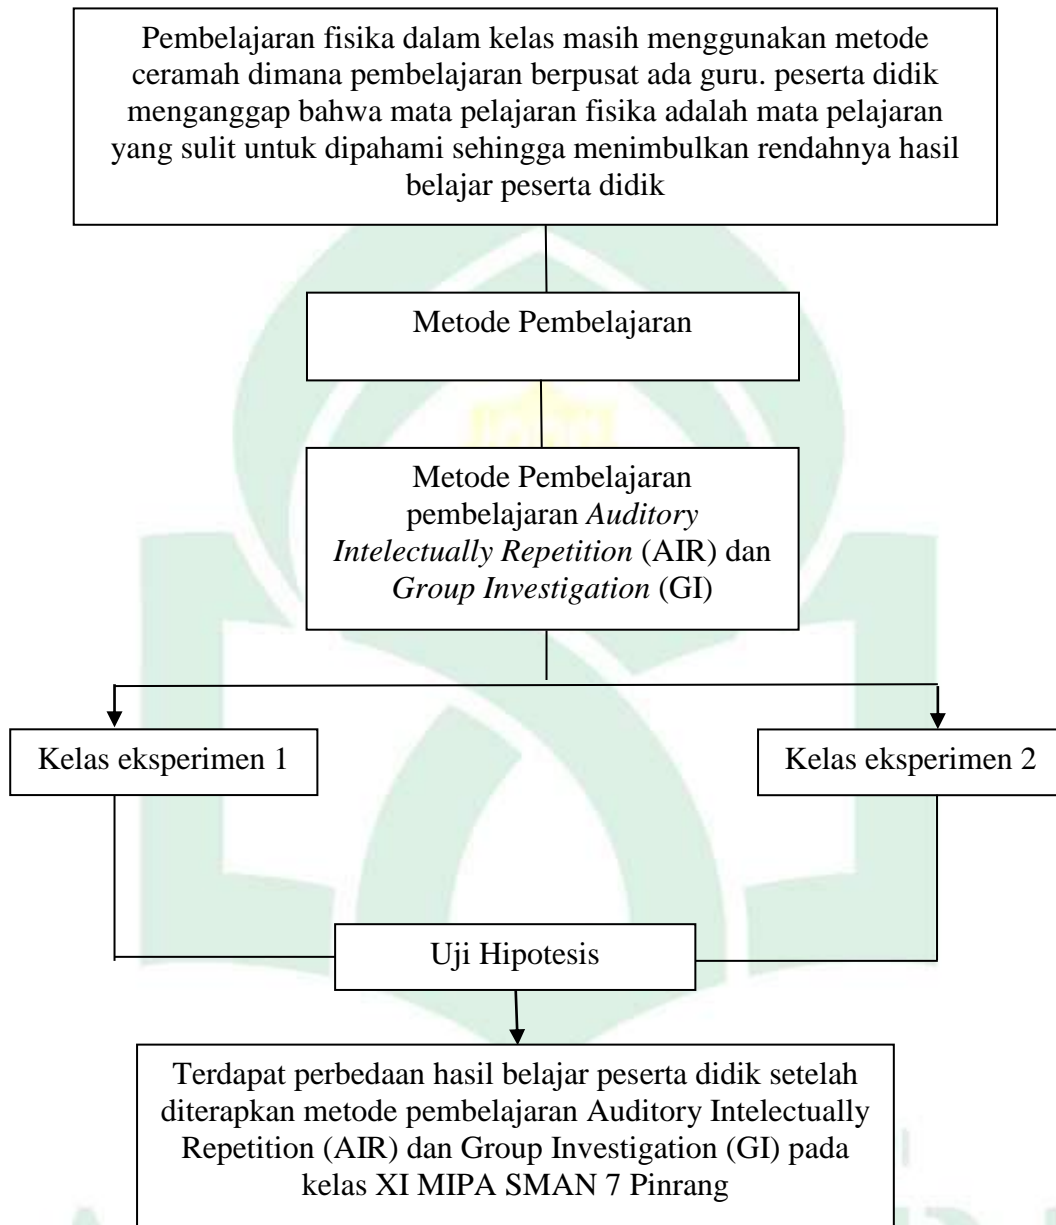 Pembelajaran fisika dalam kelas masih menggunakan metode
ceramah dimana pembelajaran berpusat ada guru. peserta didik
menganggap bahwa mata pelajaran fisika adalah mata pelajaran
yang sulit untuk dipahami sehingga menimbulkan rendahnya hasil
belajar peserta didik
Metode Pembelajaran
Metode Pembelajaran
pembelajaran Auditory
Intelectually Repetition (AIR) dan
Group Investigation (GI)
Kelas eksperimen 1
Kelas eksperimen 2
Uji Hipotesis
Terdapat perbedaan hasil belajar peserta didik setelah
diterapkan metode pembelajaran Auditory Intelectually
Repetition (AIR) dan Group Investigation (GI) pada
kelas XI MIPA SMAN 7 Pinrang